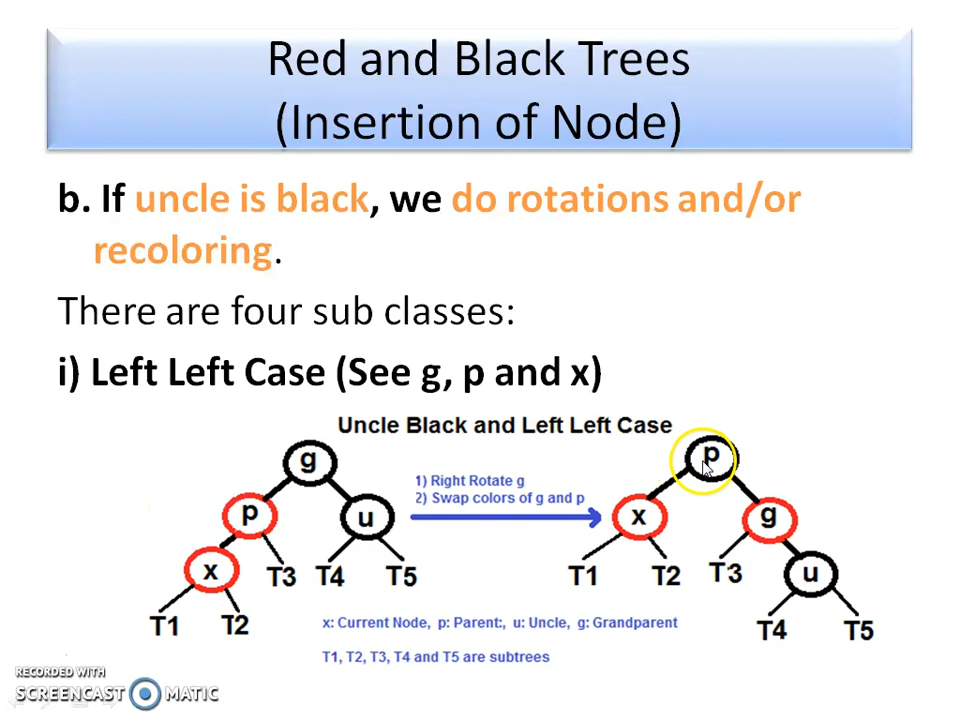 Red and Black Trees
(Insertion of Node)
b. If uncle is black, we do rotations and/or
recoloring.
There are four sub classes:
i) Left Left Case (See g, p and x)
Uncle Black and Left Left Case
g
p
1) Right Rotate g
2) Swap colors of g and p
p
u
x
g
x
T3
T4
T5
T1
T2
T3
u
T1
T2
x: Current Node, p: Parent:, u: Uncle, g: Grandparent
T4
T5
T1, T2, T3, T4 and T5 are subtrees
RECORDED WITH
SCREENCAST MATIC